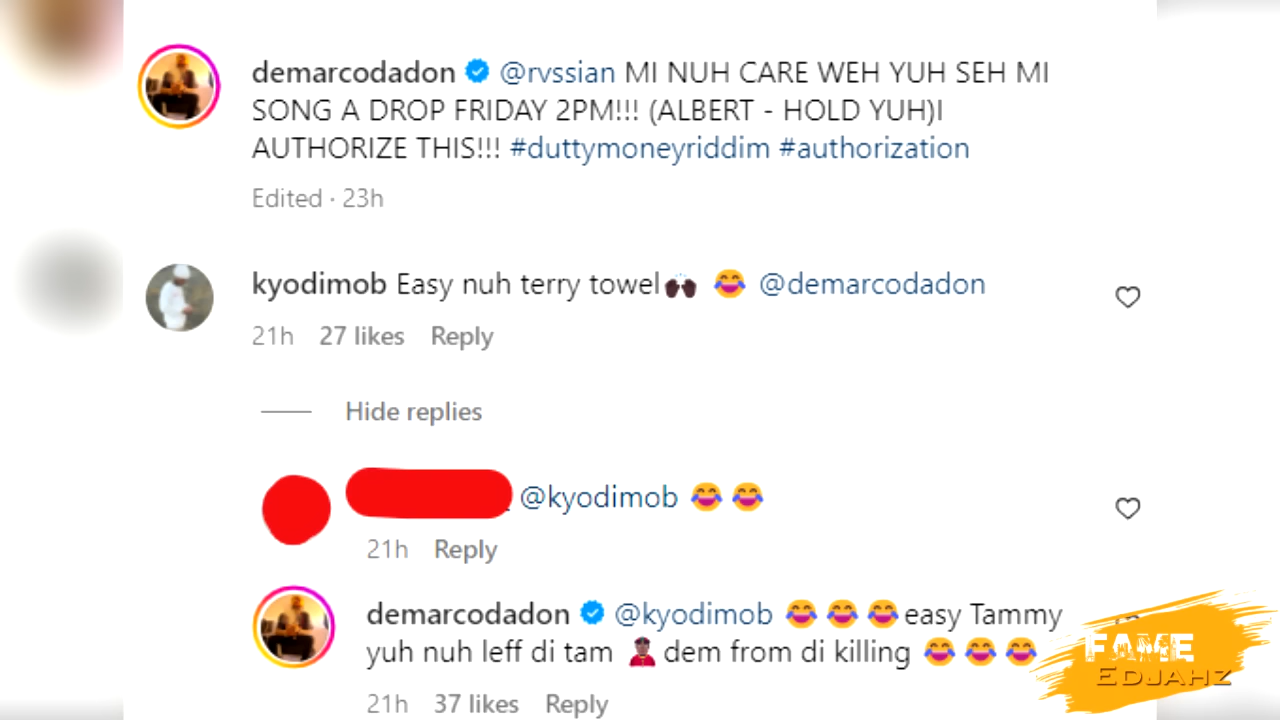 demarcodadon @rvssian MI NUH CARE WEH YUH SEH MI
SONG A DROP FRIDAY 2PM!!! (ALBERT - HOLD YUH)I
AUTHORIZE THIS!!! #duttymoneyriddim #authorization
Edited · 23h
kyodimob Easy nuh terry towel🙌🏿 😂 @demarcodadon
21h 27 likes Reply
Hide replies
@kyodimob 😂 😂
21h Reply
demarcodadon @kyodimob 😂 😂 😂 easy Tammy
yuh nuh leff di tam dem from di killing 😂 😂 😂
21h 37 likes Reply
FAME
EDJAHZ